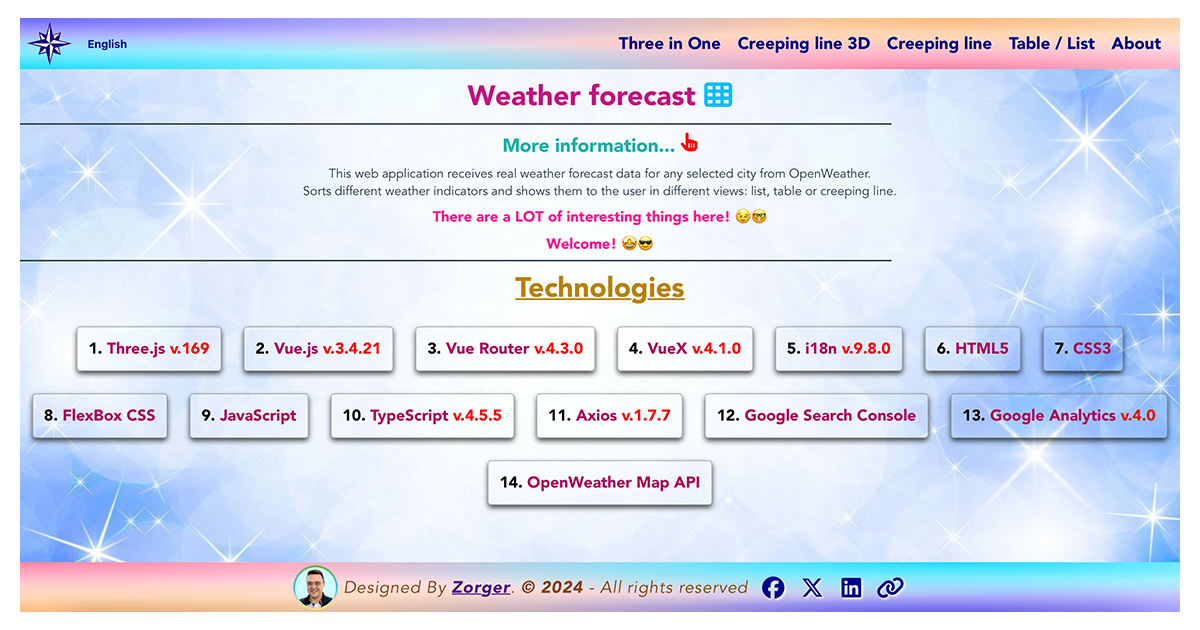 English
Three in One Creeping line 3D Creeping line Table / List About
Weather forecast
More information...
This web application receives real weather forecast data for any selected city from OpenWeather.
Sorts different weather indicators and shows them to the user in different views: list, table or creeping line.
There are a LOT of interesting things here! 😉🤓
Welcome! 🤩😎
Technologies
1. Three.js v.169 2. Vue.js v.3.4.21 3. Vue Router v.4.3.0 4. VueX v.4.1.0 5. i18n v.9.8.0 6. HTML5 7. CSS3
8. FlexBox CSS 9. JavaScript 10. TypeScript v.4.5.5 11. Axios v.1.7.7 12. Google Search Console 13. Google Analytics v.4.0
14. OpenWeather Map API
Designed By Zorger. © 2024 - All rights reserved